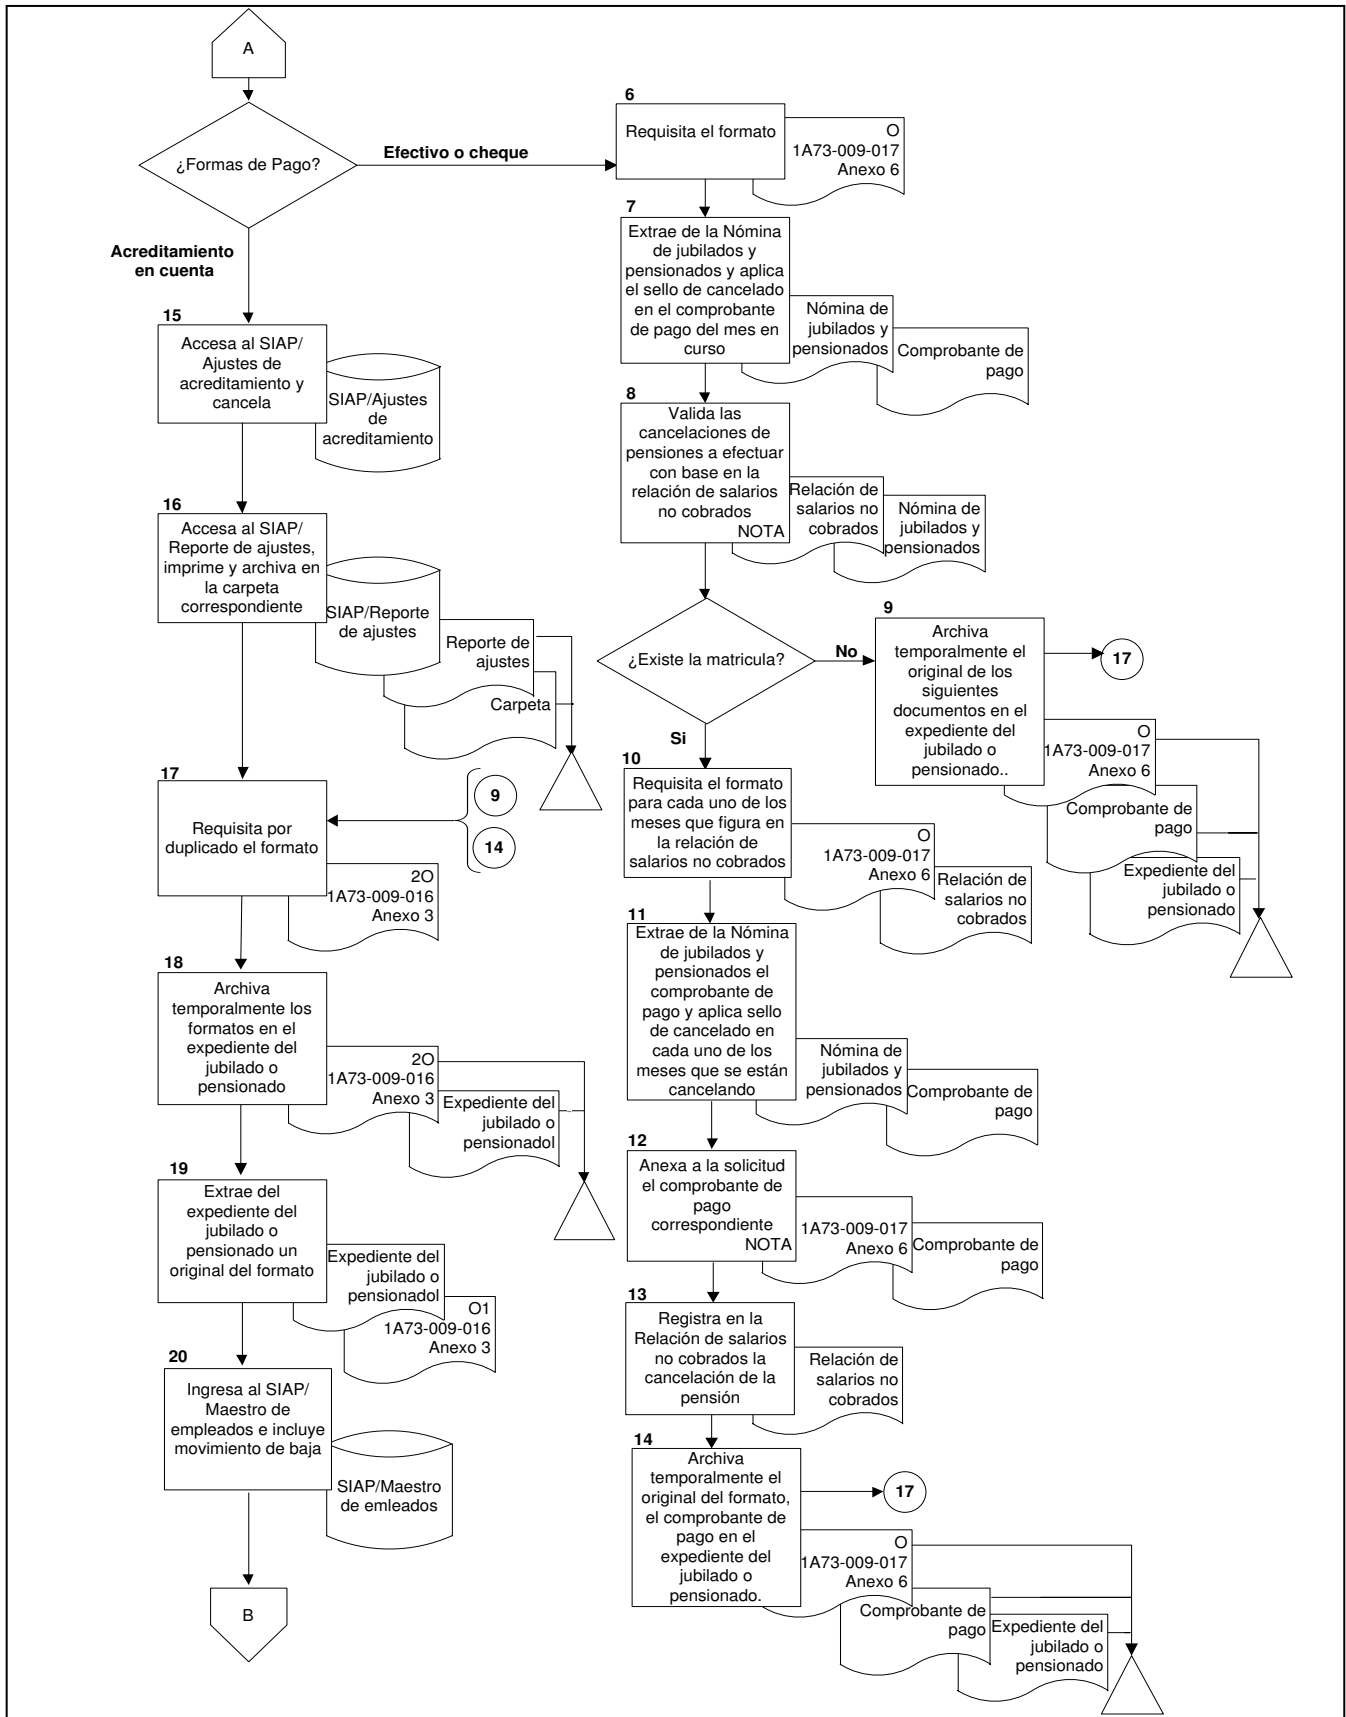 A
¿Formas de Pago?
Efectivo o cheque
Acreditamiento
en cuenta
15
Accesa al SIAP/
Ajustes de
acreditamiento y
cancela
SIAP/Ajustes
de
acreditamiento
16
Accesa al SIAP/
Reporte de ajustes,
imprime y archiva en
la carpeta
correspondiente
SIAP/Reporte
de ajustes
Reporte de
ajustes
Carpeta
17
Requisita por
duplicado el formato
9
14
2O
1A73-009-016
Anexo 3
18
Archiva
temporalmente los
formatos en el
expediente del
jubilado o
pensionado
2O
1A73-009-016
Anexo 3
Expediente del
jubilado o
pensionadol
19
Extrae del
expediente del
jubilado o
pensionado un
original del formato
Expediente del
jubilado o
pensionadol
O1
1A73-009-016
Anexo 3
20
Ingresa al SIAP/
Maestro de
empleados e incluye
movimiento de baja
SIAP/Maestro
de emleados
B
6
Requisita el formato
O
1A73-009-017
Anexo 6
7
Extrae de la Nómina
de jubilados y
pensionados y aplica
el sello de cancelado
en el comprobante
de pago del mes en
curso
Nómina de
jubilados y
pensionados
Comprobante de
pago
8
Valida las
cancelaciones de
pensiones a efectuar
con base en la
relación de salarios
no cobrados
NOTA
Relación de
salarios no
cobrados
Nómina de
jubilados y
pensionados
¿Existe la matricula?
No
Si
9
Archiva
temporalmente el
original de los
siguientes
documentos en el
expediente del
jubilado o
pensionado..
17
O
1A73-009-017
Anexo 6
Comprobante de
pago
Expediente del
jubilado o
pensionado
10
Requisita el formato
para cada uno de los
meses que figura en
la relación de
salarios no cobrados
O
1A73-009-017
Anexo 6
Relación de
salarios no
cobrados
11
Extrae de la Nómina
de jubilados y
pensionados el
comprobante de
pago y aplica sello
de cancelado en
cada uno de los
meses que se están
cancelando
Nómina de
jubilados y
pensionados
Comprobante de
pago
12
Anexa a la solicitud
el comprobante de
pago
correspondiente
NOTA
1A73-009-017
Anexo 6
Comprobante de
pago
13
Registra en la
Relación de salarios
no cobrados la
cancelación de la
pensión
Relación de
salarios no
cobrados
14
Archiva
temporalmente el
original del formato,
el comprobante de
pago en el
expediente del
jubilado o
pensionado.
17
O
1A73-009-017
Anexo 6
Comprobante de
pago
Expediente del
jubilado o
pensionado